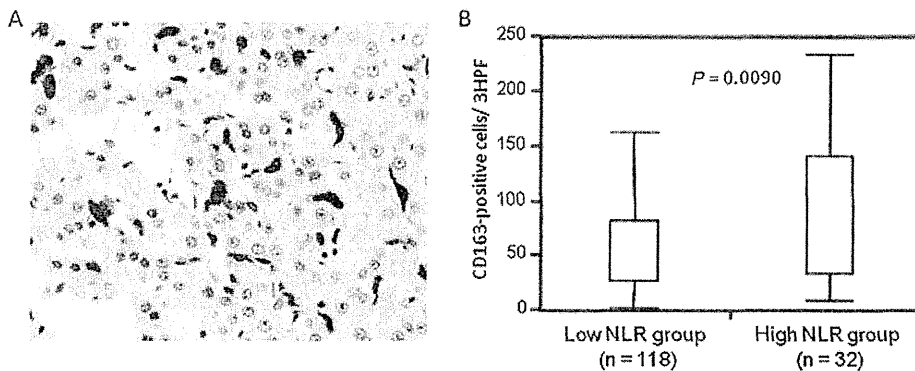 A
B
250
200
150
100
50
0
CD163-positive cells/ 3HPF
P = 0.0090
Low NLR group
(n = 118)
High NLR group
(n = 32)